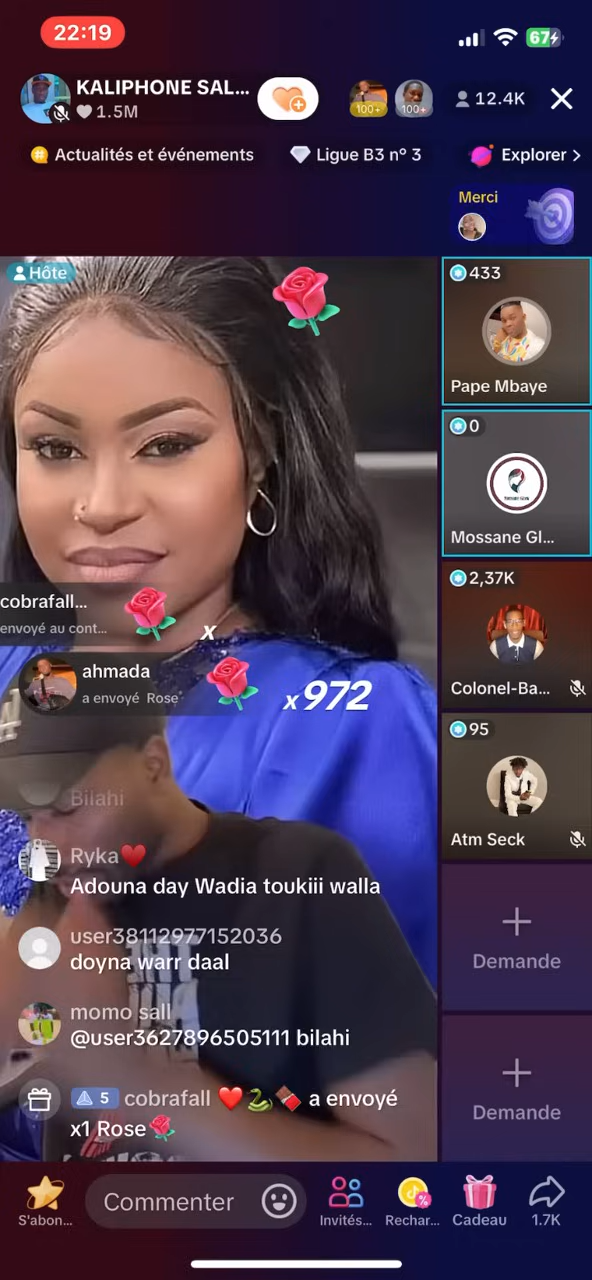 22:19
67
KALIPHONE SAL...
1.5M
100+
100+
12.4K
Actualités et événements
Ligue B3 nº 3
Explorer >
Merci
Hôte
433
Pape Mbaye
0
Mossane Gl...
2,37K
Colonel-Ba...
95
Atm Seck
Demande
Demande
cobrafall...
envoyé au cont...
x
ahmada
a envoyé Rose
x972
Bilahi
Ryka
Adouna day Wadia toukiii walla
user38112977152036
doyna warr daal
momo sall
@user3627896505111 bilahi
5 cobrafall a envoyé
x1 Rose
S'abon...
Commenter
Invités...
Rechar...
Cadeau
1.7K